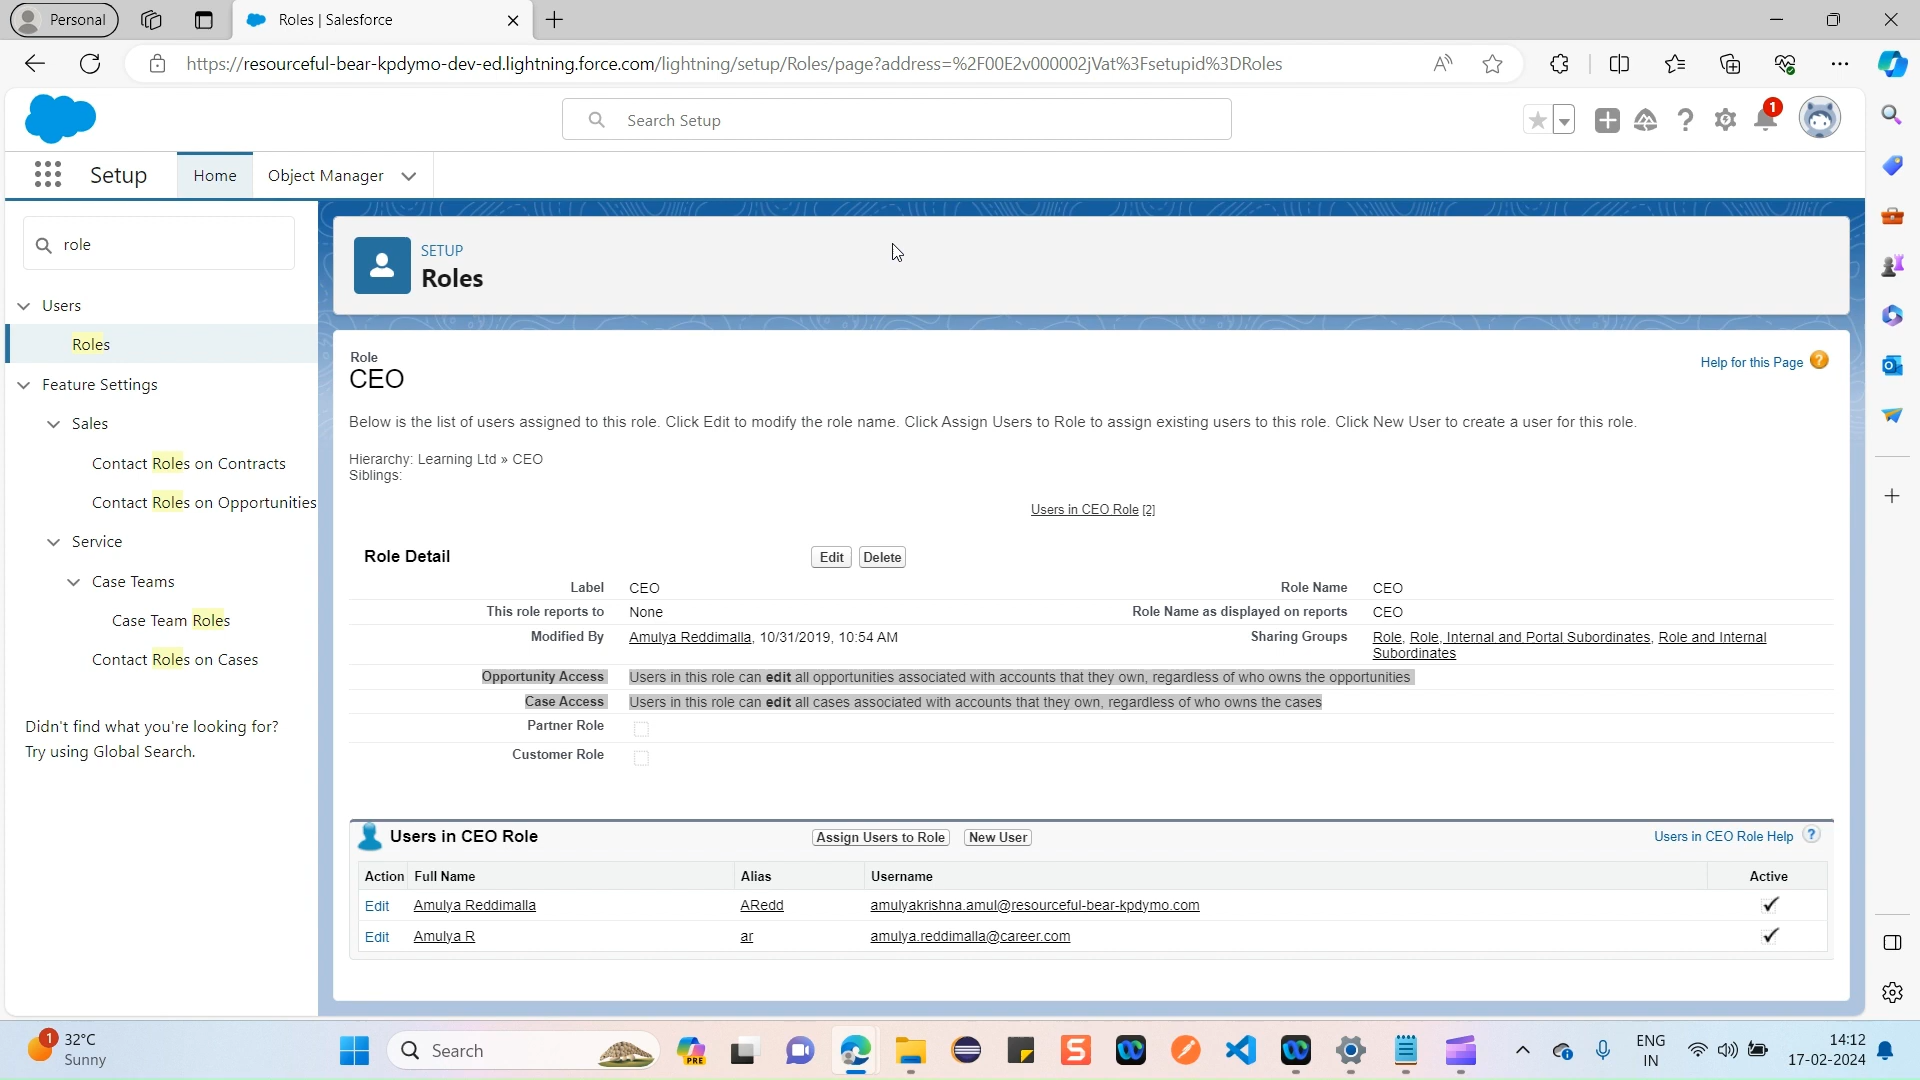 Personal
Roles | Salesforce
https://resourceful-bear-kpdymo-dev-ed.lightning.force.com/lightning/setup/Roles/page?address=%2F00E2v000002jVat%3Fsetupid%3DRoles
Search Setup
1
Setup
Home
Object Manager
role
Users
Roles
Feature Settings
Sales
Contact Roles on Contracts
Contact Roles on Opportunities
Service
Case Teams
Case Team Roles
Contact Roles on Cases
Didn't find what you're looking for?
Try using Global Search.
SETUP
Roles
Role
CEO
Help for this Page ?
Below is the list of users assigned to this role. Click Edit to modify the role name. Click Assign Users to Role to assign existing users to this role. Click New User to create a user for this role.
Hierarchy: Learning Ltd » CEO
Siblings:
Users in CEO Role [2]
Role Detail Edit Delete
Label CEO Role Name CEO
This role reports to None Role Name as displayed on reports CEO
Modified By Amulya Reddimalla, 10/31/2019, 10:54 AM Sharing Groups Role, Role, Internal and Portal Subordinates, Role and Internal
Subordinates
Opportunity Access Users in this role can edit all opportunities associated with accounts that they own, regardless of who owns the opportunities
Case Access Users in this role can edit all cases associated with accounts that they own, regardless of who owns the cases
Partner Role
Customer Role
Users in CEO Role Assign Users to Role New User Users in CEO Role Help ?
Action Full Name Alias Username Active
Edit Amulya Reddimalla ARedd amulyakrishna.amul@resourceful-bear-kpdymo.com
Edit Amulya R ar amulya.reddimalla@career.com
1 32°C
Sunny
Search
PRE
S
ENG
IN
14:12
17-02-2024